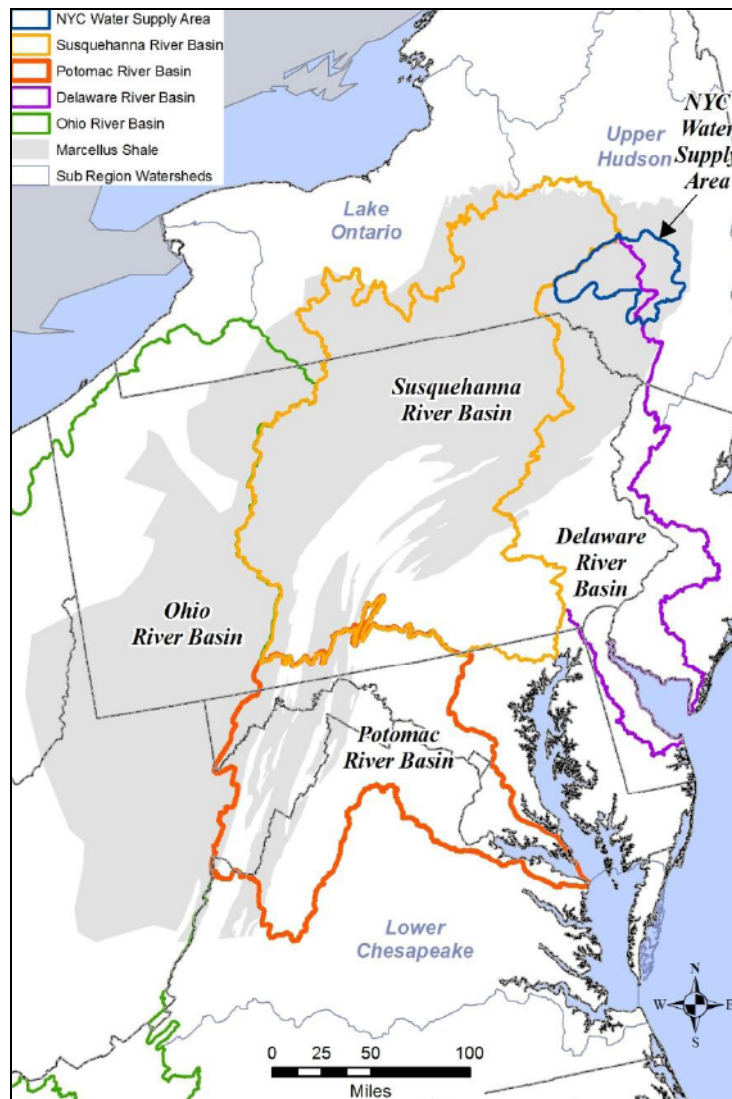 NYC Water Supply Area
Susquehanna River Basin
Potomac River Basin
Delaware River Basin
Ohio River Basin
Marcellus Shale
Sub Region Watersheds
NYC
Water
Supply
Area
Upper
Hudson
Lake
Ontario
Susquehanna
River Basin
Delaware
River
Basin
Ohio
River Basin
Potomac
River Basin
Lower
Chesapeake
N
W
E
S
0 25 50 100
Miles